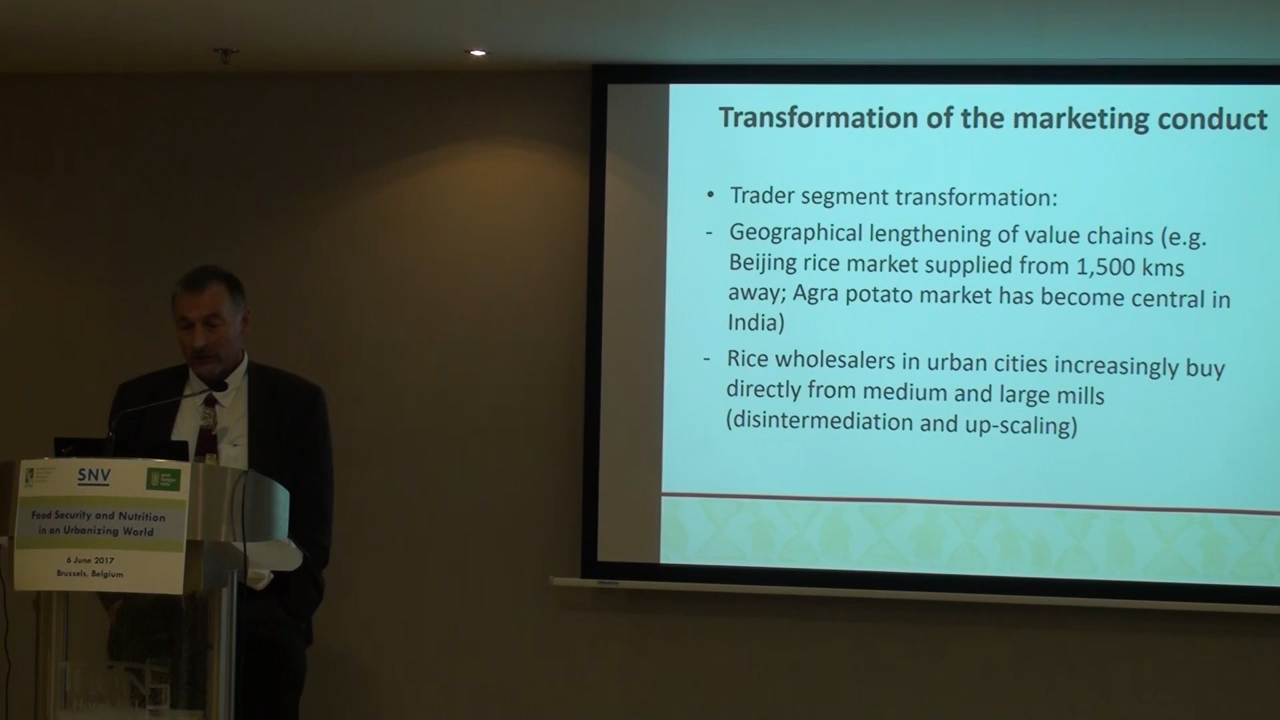 Transformation of the marketing conduct
• Trader segment transformation:
- Geographical lengthening of value chains (e.g.
Beijing rice market supplied from 1,500 kms
away; Agra potato market has become central in
India)
- Rice wholesalers in urban cities increasingly buy
directly from medium and large mills
(disintermediation and up-scaling)
SNV
Food Security and Nutrition
in an Urbanizing World
6 June 2017
Brussels, Belgium